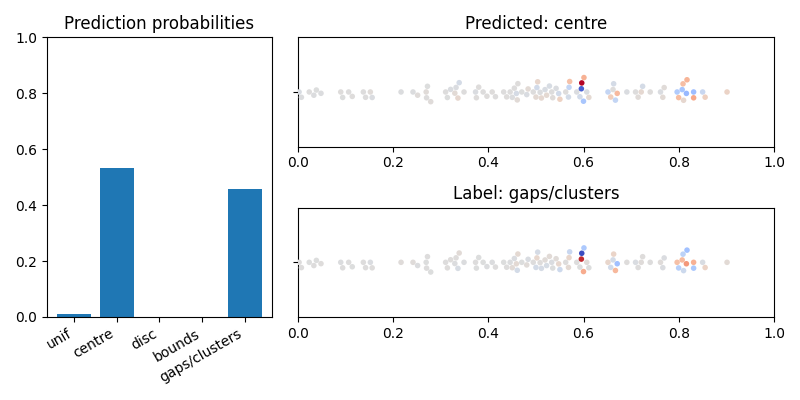 Prediction probabilities
1.0
0.8
0.6
0.4
0.2
0.0
unif
centre
disc
bounds
gaps/clusters
Predicted: centre
0.0 0.2 0.4 0.6 0.8 1.0
Label: gaps/clusters
0.0 0.2 0.4 0.6 0.8 1.0